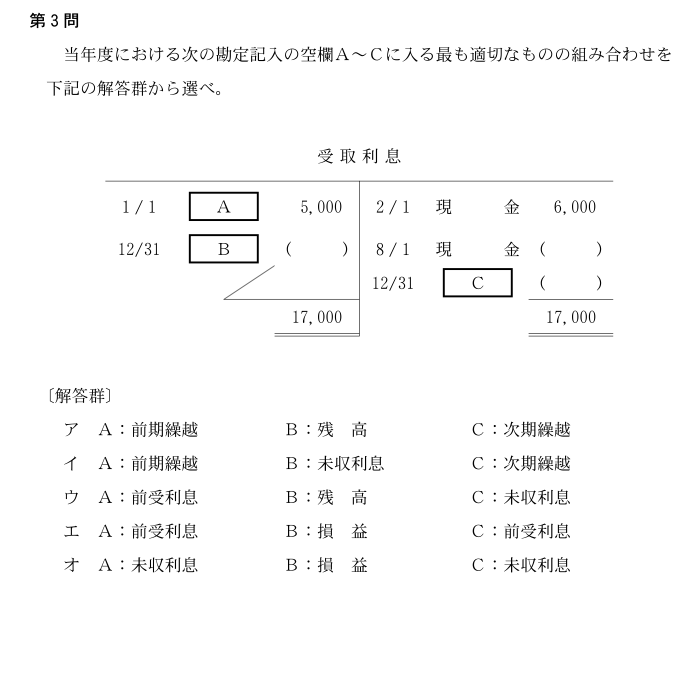 第3問
当年度における次の勘定記入の空欄A~Cに入る最も適切なものの組み合わせを
下記の解答群から選べ。
受取利息
1/1 A 5,000 2/1 現 金 6,000
12/31 B ( ) 8/1 現 金 ( )
12/31 C ( )
17,000 17,000
〔解答群〕
ア A:前期繰越 B:残 高 C:次期繰越
イ A:前期繰越 B:未収利息 C:次期繰越
ウ A:前受利息 B:残 高 C:未収利息
エ A:前受利息 B:損 益 C:前受利息
オ A:未収利息 B:損 益 C:未収利息